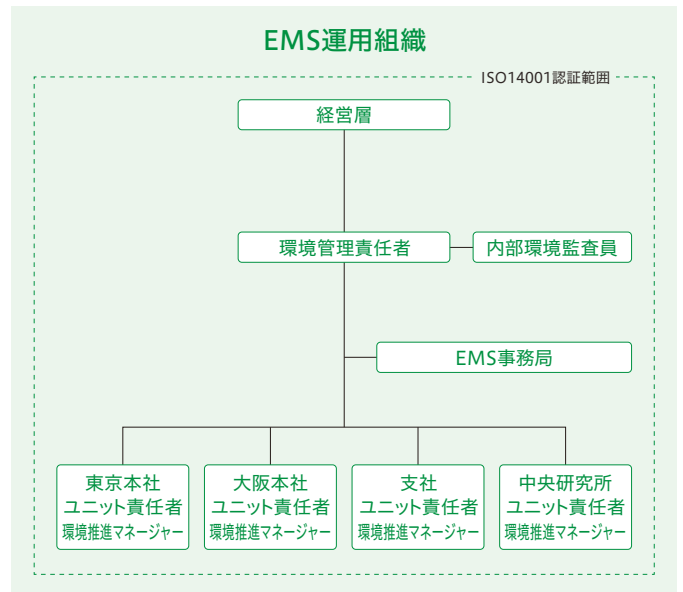 EMS運用組織
ISO14001認証範囲
経営層
環境管理責任者
内部環境監査員
EMS事務局
東京本社
ユニット責任者
環境推進マネージャー
大阪本社
ユニット責任者
環境推進マネージャー
支社
ユニット責任者
環境推進マネージャー
中央研究所
ユニット責任者
環境推進マネージャー